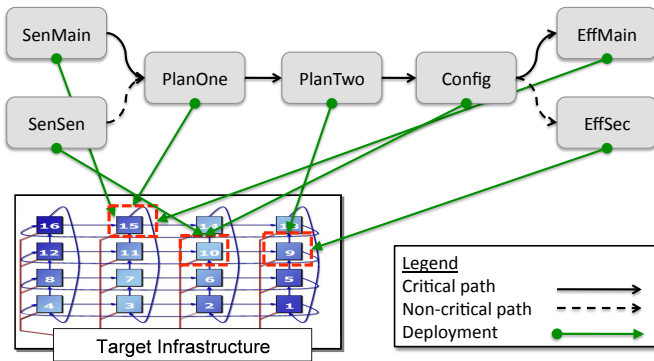 SenMain
EffMain
PlanOne
PlanTwo
Config
SenSen
EffSec
16
15
12
11
10
9
8
7
6
5
4
3
2
1
Target Infrastructure
Legend
Critical path
Non-critical path
Deployment